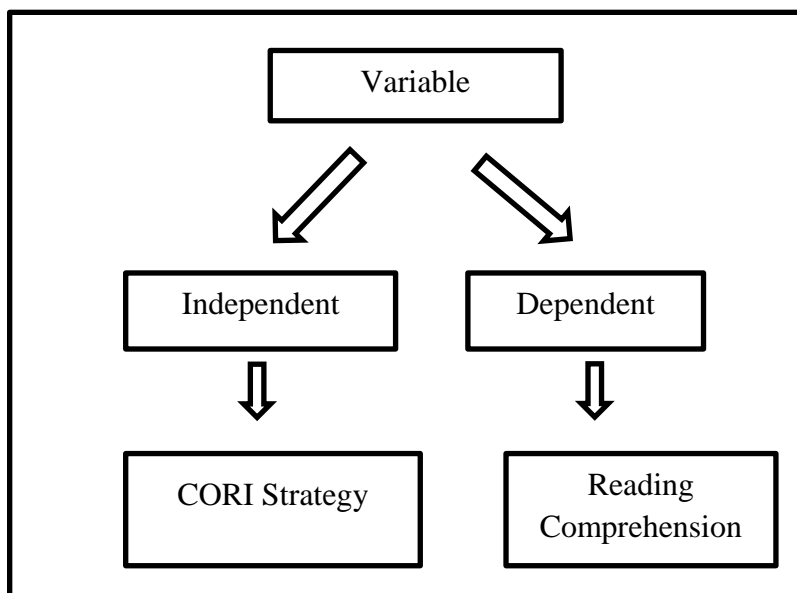 Variable
Independent
Dependent
CORI Strategy
Reading
Comprehension